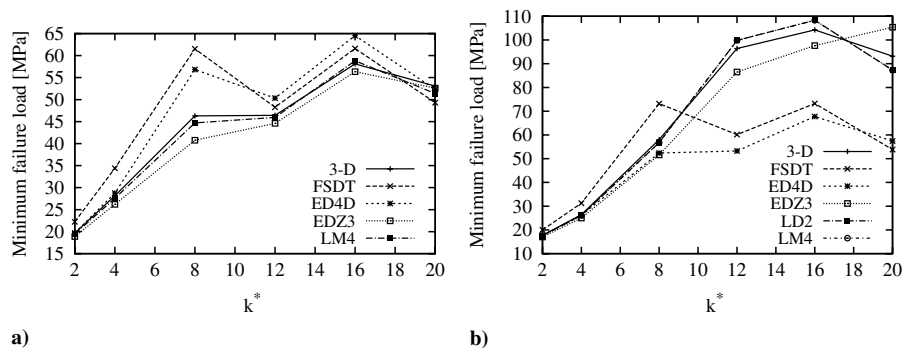 65
60
55
50
45
40
35
30
25
20
15
Minimum failure load [MPa]
2 4 6 8 10 12 14 16 18 20
k*
3-D
FSDT
ED4D
EDZ3
LM4
a)
110
100
90
80
70
60
50
40
30
20
10
Minimum failure load [MPa]
2 4 6 8 10 12 14 16 18 20
k*
3-D
FSDT
ED4D
EDZ3
LD2
LM4
b)